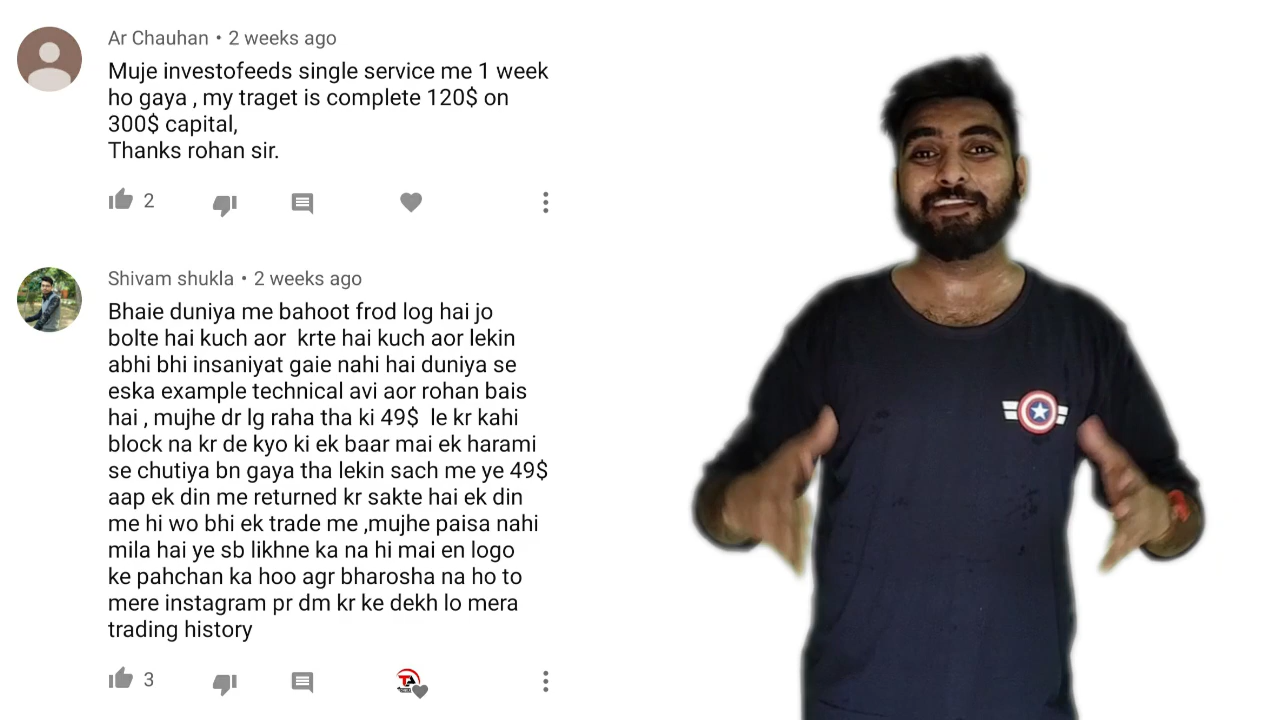 Ar Chauhan • 2 weeks ago
Muje investofeeds single service me 1 week
ho gaya , my traget is complete 120$ on
300$ capital,
Thanks rohan sir.
2
Shivam shukla • 2 weeks ago
Bhaie duniya me bahoot frod log hai jo
bolte hai kuch aor  krte hai kuch aor lekin
abhi bhi insaniyat gaie nahi hai duniya se
eska example technical avi aor rohan bais
hai , mujhe dr lg raha tha ki 49$  le kr kahi
block na kr de kyo ki ek baar mai ek harami
se chutiya bn gaya tha lekin sach me ye 49$
aap ek din me returned kr sakte hai ek din
me hi wo bhi ek trade me ,mujhe paisa nahi
mila hai ye sb likhne ka na hi mai en logo
ke pahchan ka hoo agr bharosha na ho to
mere instagram pr dm kr ke dekh lo mera
trading history
3
TA